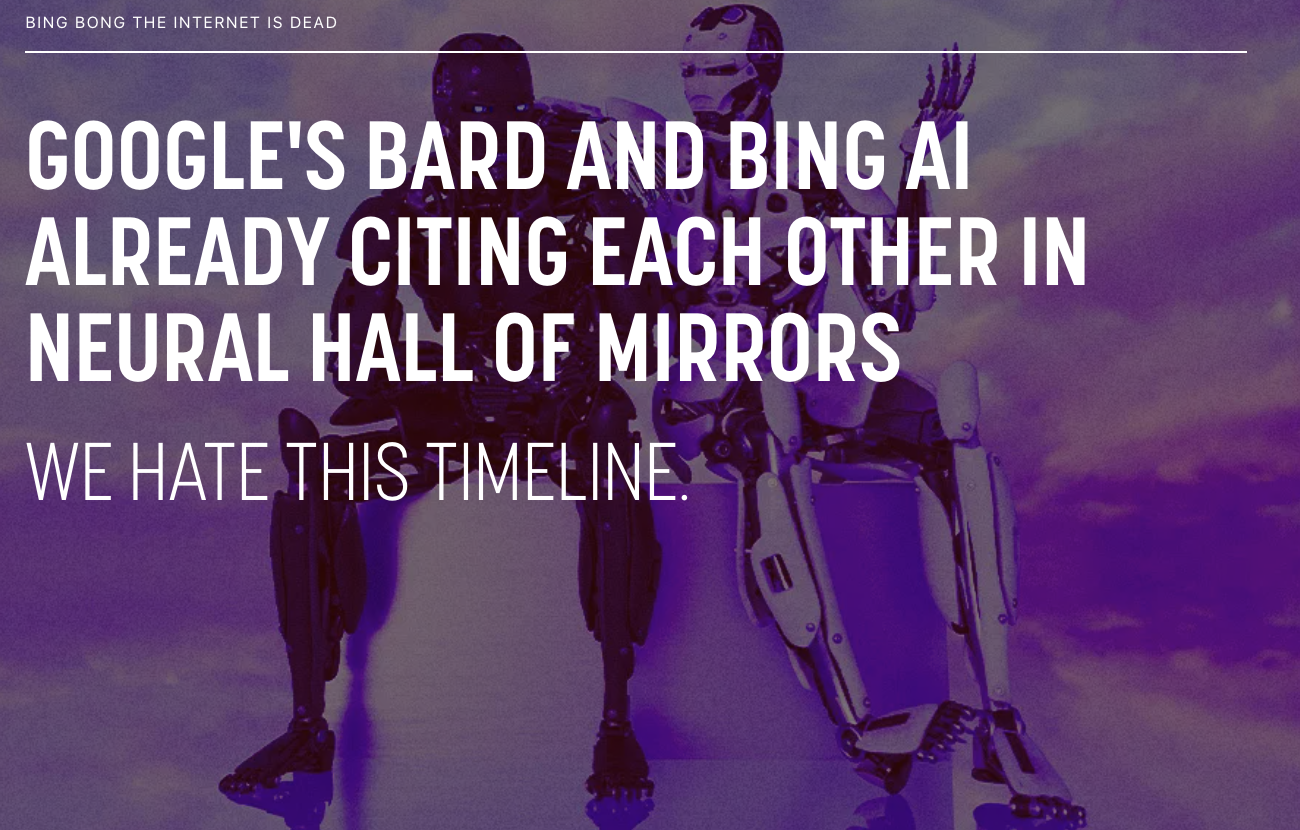 BING BONG THE INTERNET IS DEAD
GOOGLE'S BARD AND BING AI
ALREADY CITING EACH OTHER IN
NEURAL HALL OF MIRRORS
WE HATE THIS TIMELINE.